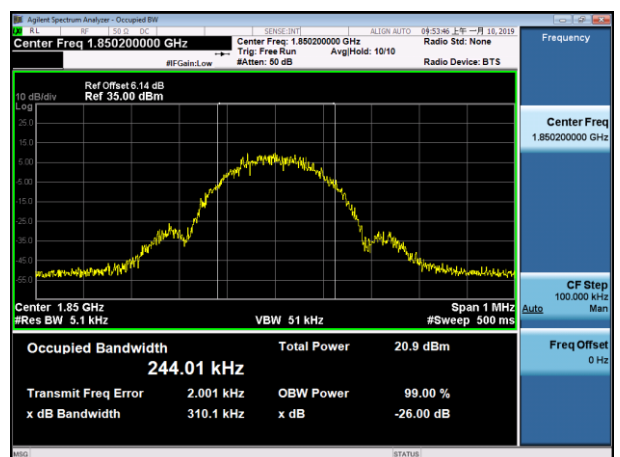 Agilent Spectrum Analyzer - Occupied BW
RL RF 50 Ω DC SENSE:INT ALIGN AUTO 09:53:46 上午 一月 10, 2019
Center Freq 1.850200000 GHz
Center Freq: 1.850200000 GHz Radio Std: None
Trig: Free Run Avg|Hold: 10/10
#IFGain:Low #Atten: 50 dB Radio Device: BTS
Ref Offset 6.14 dB
10 dB/div Ref 35.00 dBm
Log
25.0
15.0
5.00
-5.00
-15.0
-25.0
-35.0
-45.0
-55.0
Center 1.85 GHz Span 1 MHz
#Res BW 5.1 kHz VBW 51 kHz #Sweep 500 ms
Occupied Bandwidth Total Power 20.9 dBm
244.01 kHz
Transmit Freq Error 2.001 kHz OBW Power 99.00 %
x dB Bandwidth 310.1 kHz x dB -26.00 dB
MSG STATUS
Frequency
Center Freq
1.850200000 GHz
CF Step
100.000 kHz
Auto Man
Freq Offset
0 Hz